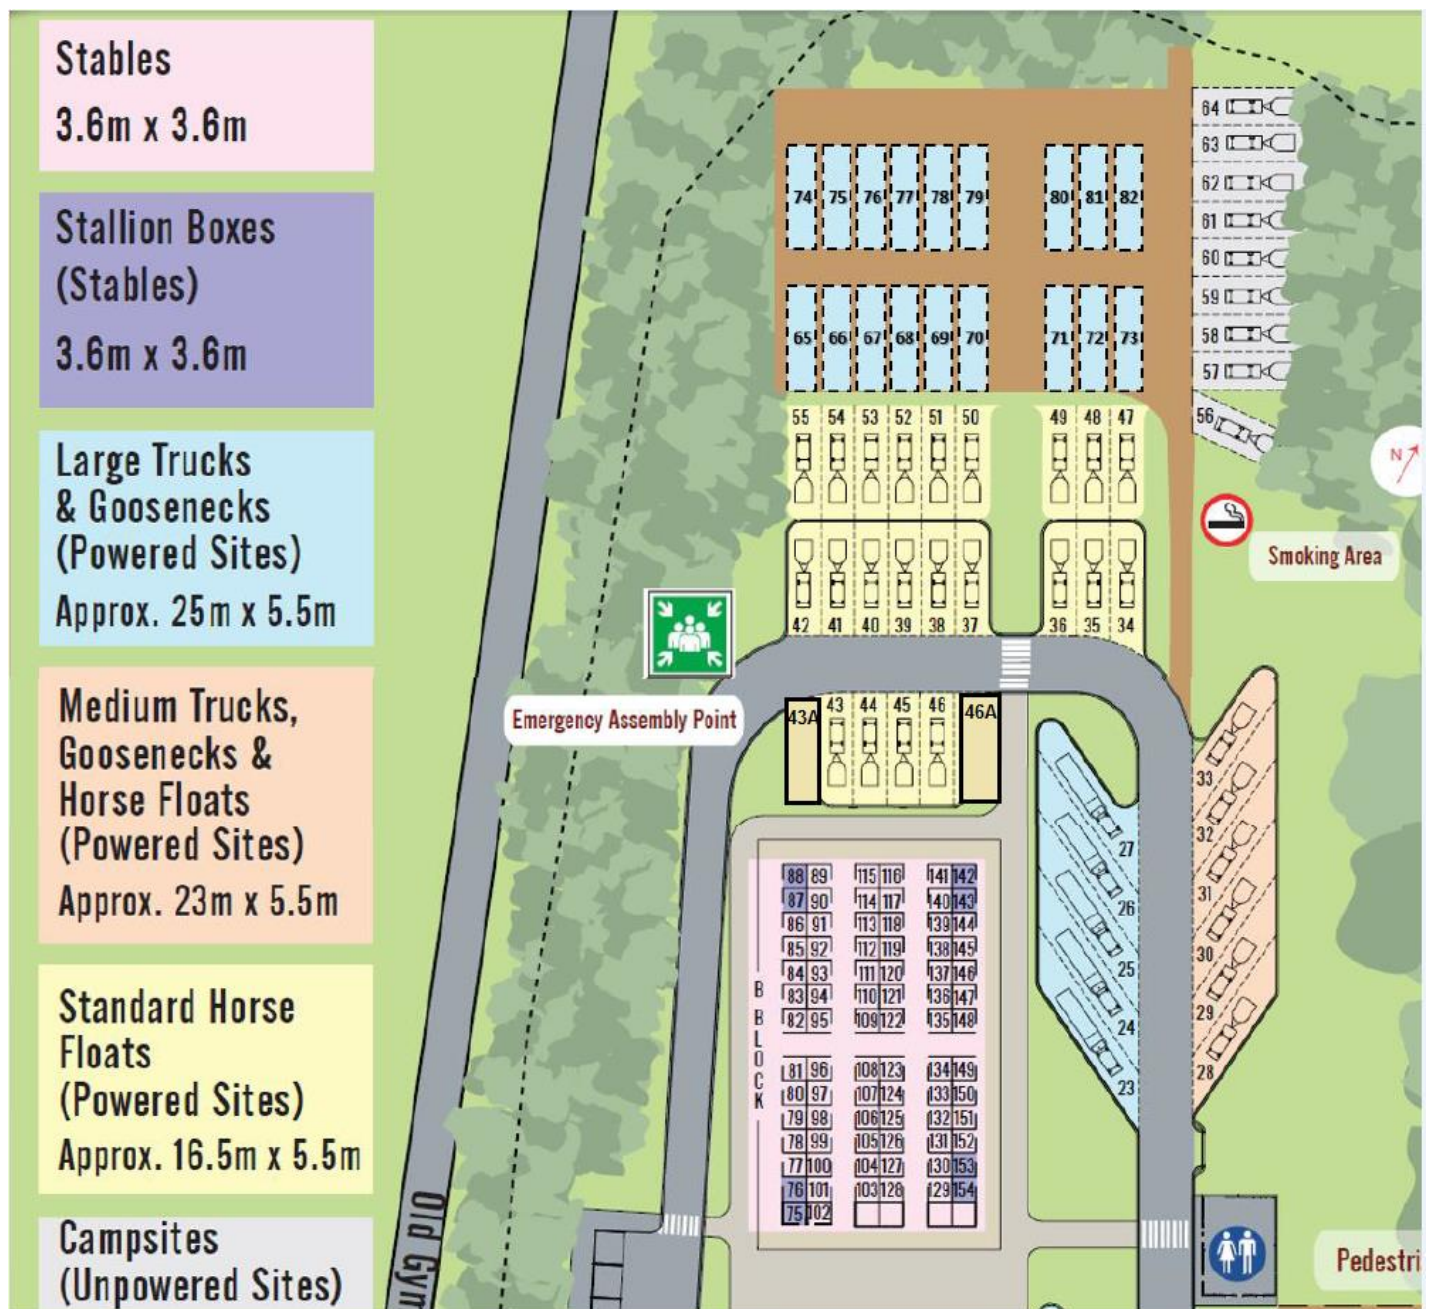 Stables
3.6m x 3.6m
Stallion Boxes
(Stables)
3.6m x 3.6m
Large Trucks
& Goosenecks
(Powered Sites)
Approx. 25m x 5.5m
Medium Trucks,
Goosenecks &
Horse Floats
(Powered Sites)
Approx. 23m x 5.5m
Standard Horse
Floats
(Powered Sites)
Approx. 16.5m x 5.5m
Campsites
(Unpowered Sites)
64
63
62
61
60
59
58
57
56
74 75 76 77 78 79 80 81 82
65 66 67 68 69 70 71 72 73
55 54 53 52 51 50 49 48 47
N
Smoking Area
42 41 40 39 38 37 36 35 34
Emergency Assembly Point
43A 43 44 45 46 46A
33
32
31
30
29
28
27
26
25
24
23
B BLOCK
88 89 115 116 141 142
87 90 114 117 140 143
86 91 113 118 139 144
85 92 112 119 138 145
84 93 111 120 137 146
83 94 110 121 136 147
82 95 109 122 135 148
81 96 108 123 134 149
80 97 107 124 133 150
79 98 106 125 132 151
78 99 105 126 131 152
77 100 104 127 130 153
76 101 103 128 129 154
75 102
Old Gym
Pedestri